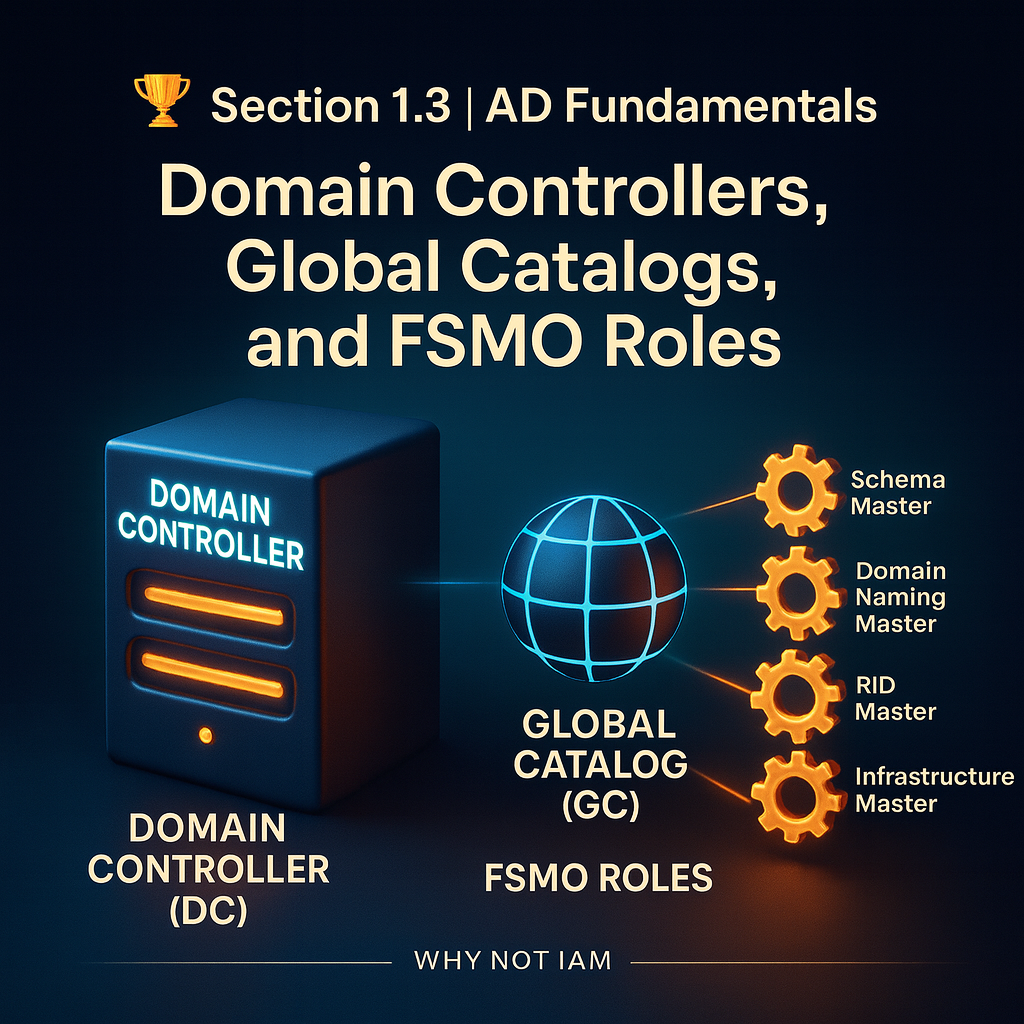 Section 1.3 | AD Fundamentals
Domain Controllers,
Global Catalogs,
and FSMO Roles
DOMAIN
CONTROLLER
DOMAIN
CONTROLLER
(DC)
GLOBAL
CATALOG
(GC)
FSMO ROLES
Schema
Master
Domain
Naming
Master
RID
Master
Infrastructure
Master
WHY NOT IAM